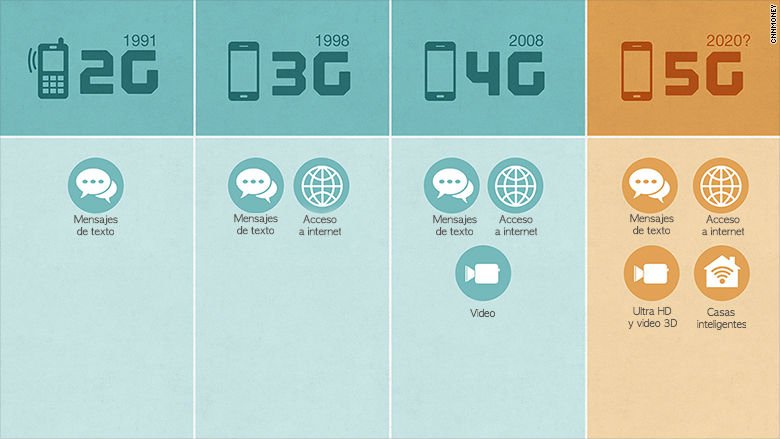 1991
2G
1998
3G
2008
4G
2020?
5G
CNNMONEY
Mensajes
de texto
Mensajes
de texto
Acceso
a internet
Mensajes
de texto
Acceso
a internet
Video
Mensajes
de texto
Acceso
a internet
Ultra HD
y video 3D
Casas
inteligentes